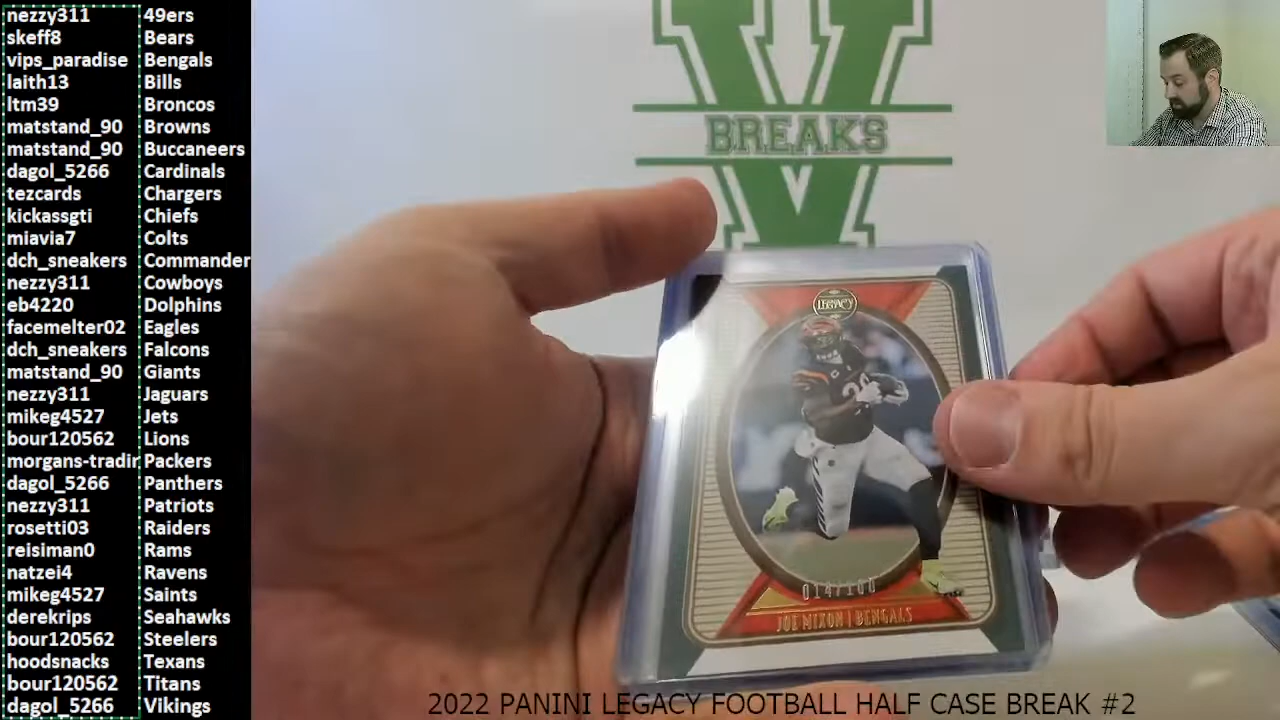 nezzy311 49ers
skeff8 Bears
vips_paradise Bengals
laith13 Bills
ltm39 Broncos
matstand_90 Browns
matstand_90 Buccaneers
dagol_5266 Cardinals
tezcards Chargers
kickassgti Chiefs
miavia7 Colts
dch_sneakers Commander
nezzy311 Cowboys
eb4220 Dolphins
facemelter02 Eagles
dch_sneakers Falcons
matstand_90 Giants
nezzy311 Jaguars
mikeg4527 Jets
bour120562 Lions
morgans-tradin Packers
dagol_5266 Panthers
nezzy311 Patriots
rosetti03 Raiders
reisiman0 Rams
natzei4 Ravens
mikeg4527 Saints
derekrips Seahawks
bour120562 Steelers
hoodsnacks Texans
bour120562 Titans
dagol_5266 Vikings
V
BREAKS
LEGACY
014/100
JOE MIXON | BENGALS
2022 PANINI LEGACY FOOTBALL HALF CASE BREAK #2